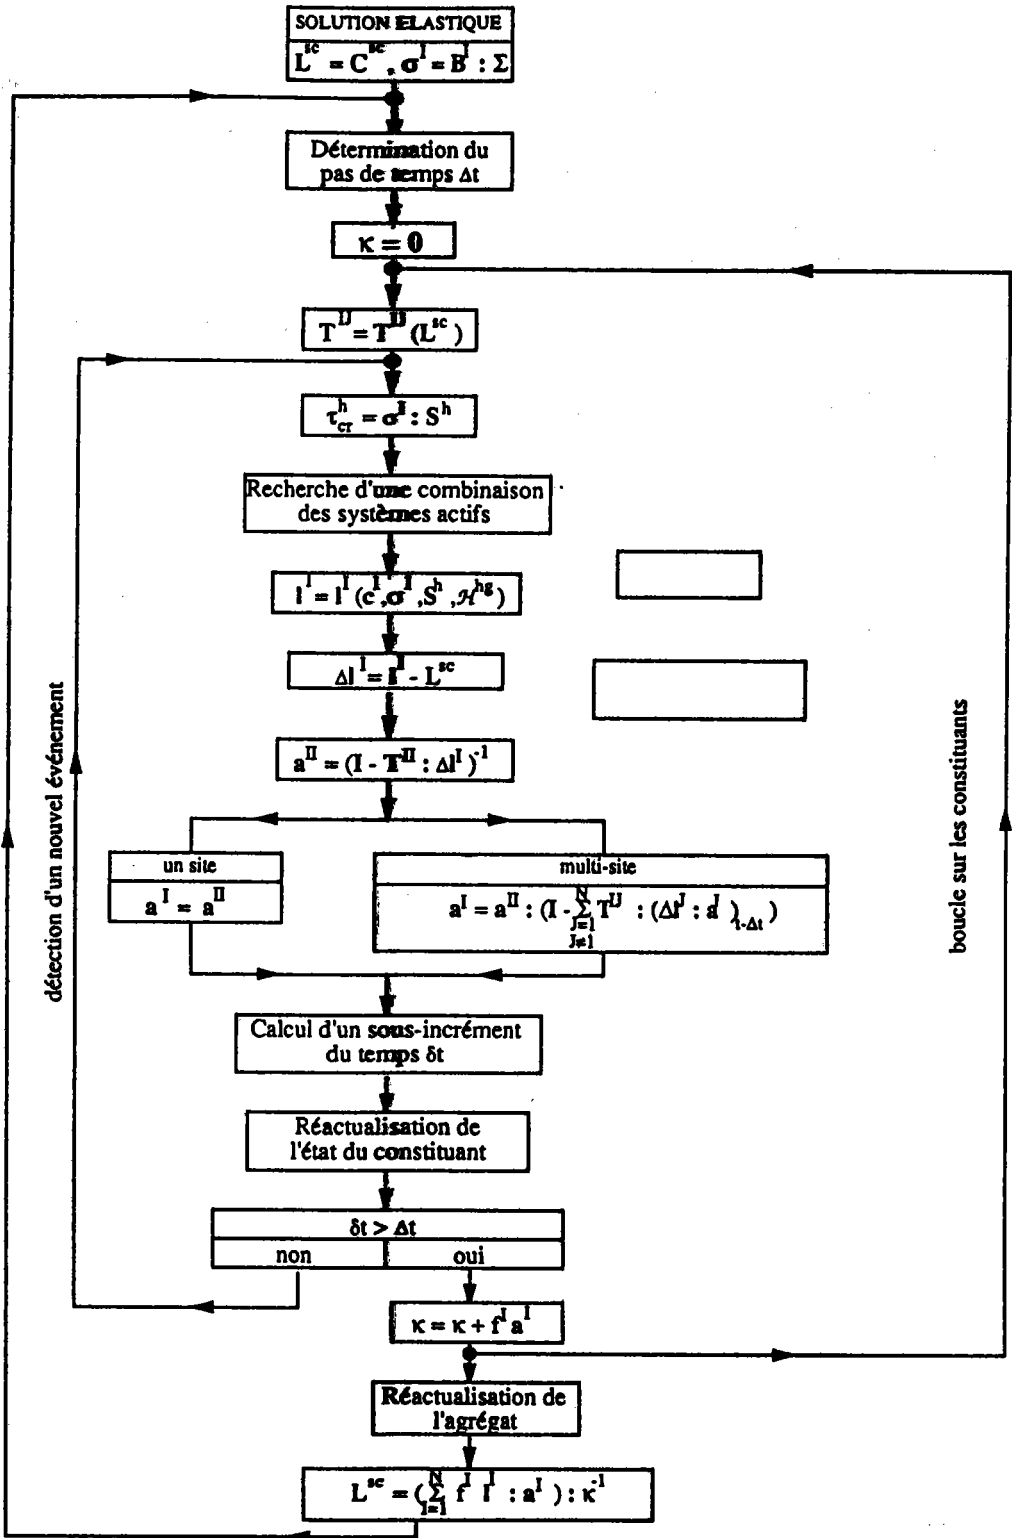 SOLUTION ELASTIQUE
L^sc = C^sc, σ^I = B^I : Σ
Détermination du
pas de temps Δt
κ = 0
T^IJ = T^IJ (L^sc)
τ_cr^h = σ^I : S^h
Recherche d'une combinaison
des systèmes actifs
l^I = l^I (c^I, σ^I, S^h, ℋ^hg)
Δl^I = l^I - L^sc
a^II = (I - T^II : Δl^I)^-1
un site
a^I = a^II
multi-site
a^I = a^II : (I - Σ_{J=1, J≠1}^N T^IJ : (Δl^J : a^J)_{t-Δt})
Calcul d'un sous-incrément
du temps δt
Réactualisation de
l'état du constituant
δt > Δt
non
oui
κ = κ + f^I a^I
Réactualisation de
l'agrégat
L^sc = (Σ_{I=1}^N f^I l^I : a^I) : κ^-1
détection d'un nouvel événement
boucle sur les constituants